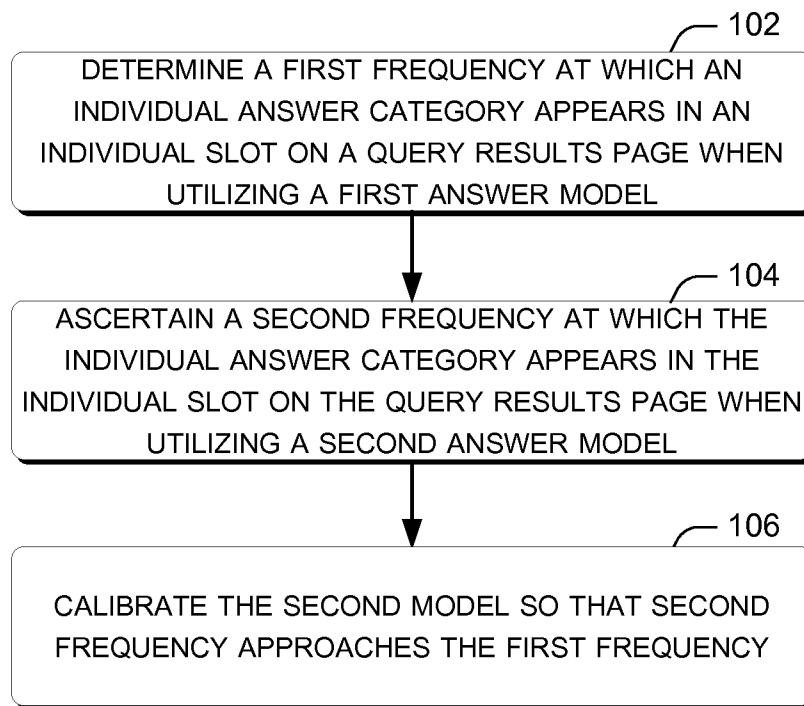 102
DETERMINE A FIRST FREQUENCY AT WHICH AN
INDIVIDUAL ANSWER CATEGORY APPEARS IN AN
INDIVIDUAL SLOT ON A QUERY RESULTS PAGE WHEN
UTILIZING A FIRST ANSWER MODEL
104
ASCERTAIN A SECOND FREQUENCY AT WHICH THE
INDIVIDUAL ANSWER CATEGORY APPEARS IN THE
INDIVIDUAL SLOT ON THE QUERY RESULTS PAGE WHEN
UTILIZING A SECOND ANSWER MODEL
106
CALIBRATE THE SECOND MODEL SO THAT SECOND
FREQUENCY APPROACHES THE FIRST FREQUENCY